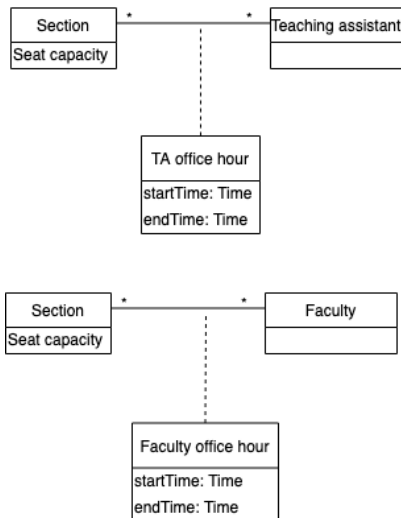 Section
*
*
Teaching assistant
Seat capacity
TA office hour
startTime: Time
endTime: Time
Section
*
*
Faculty
Seat capacity
Faculty office hour
startTime: Time
endTime: Time